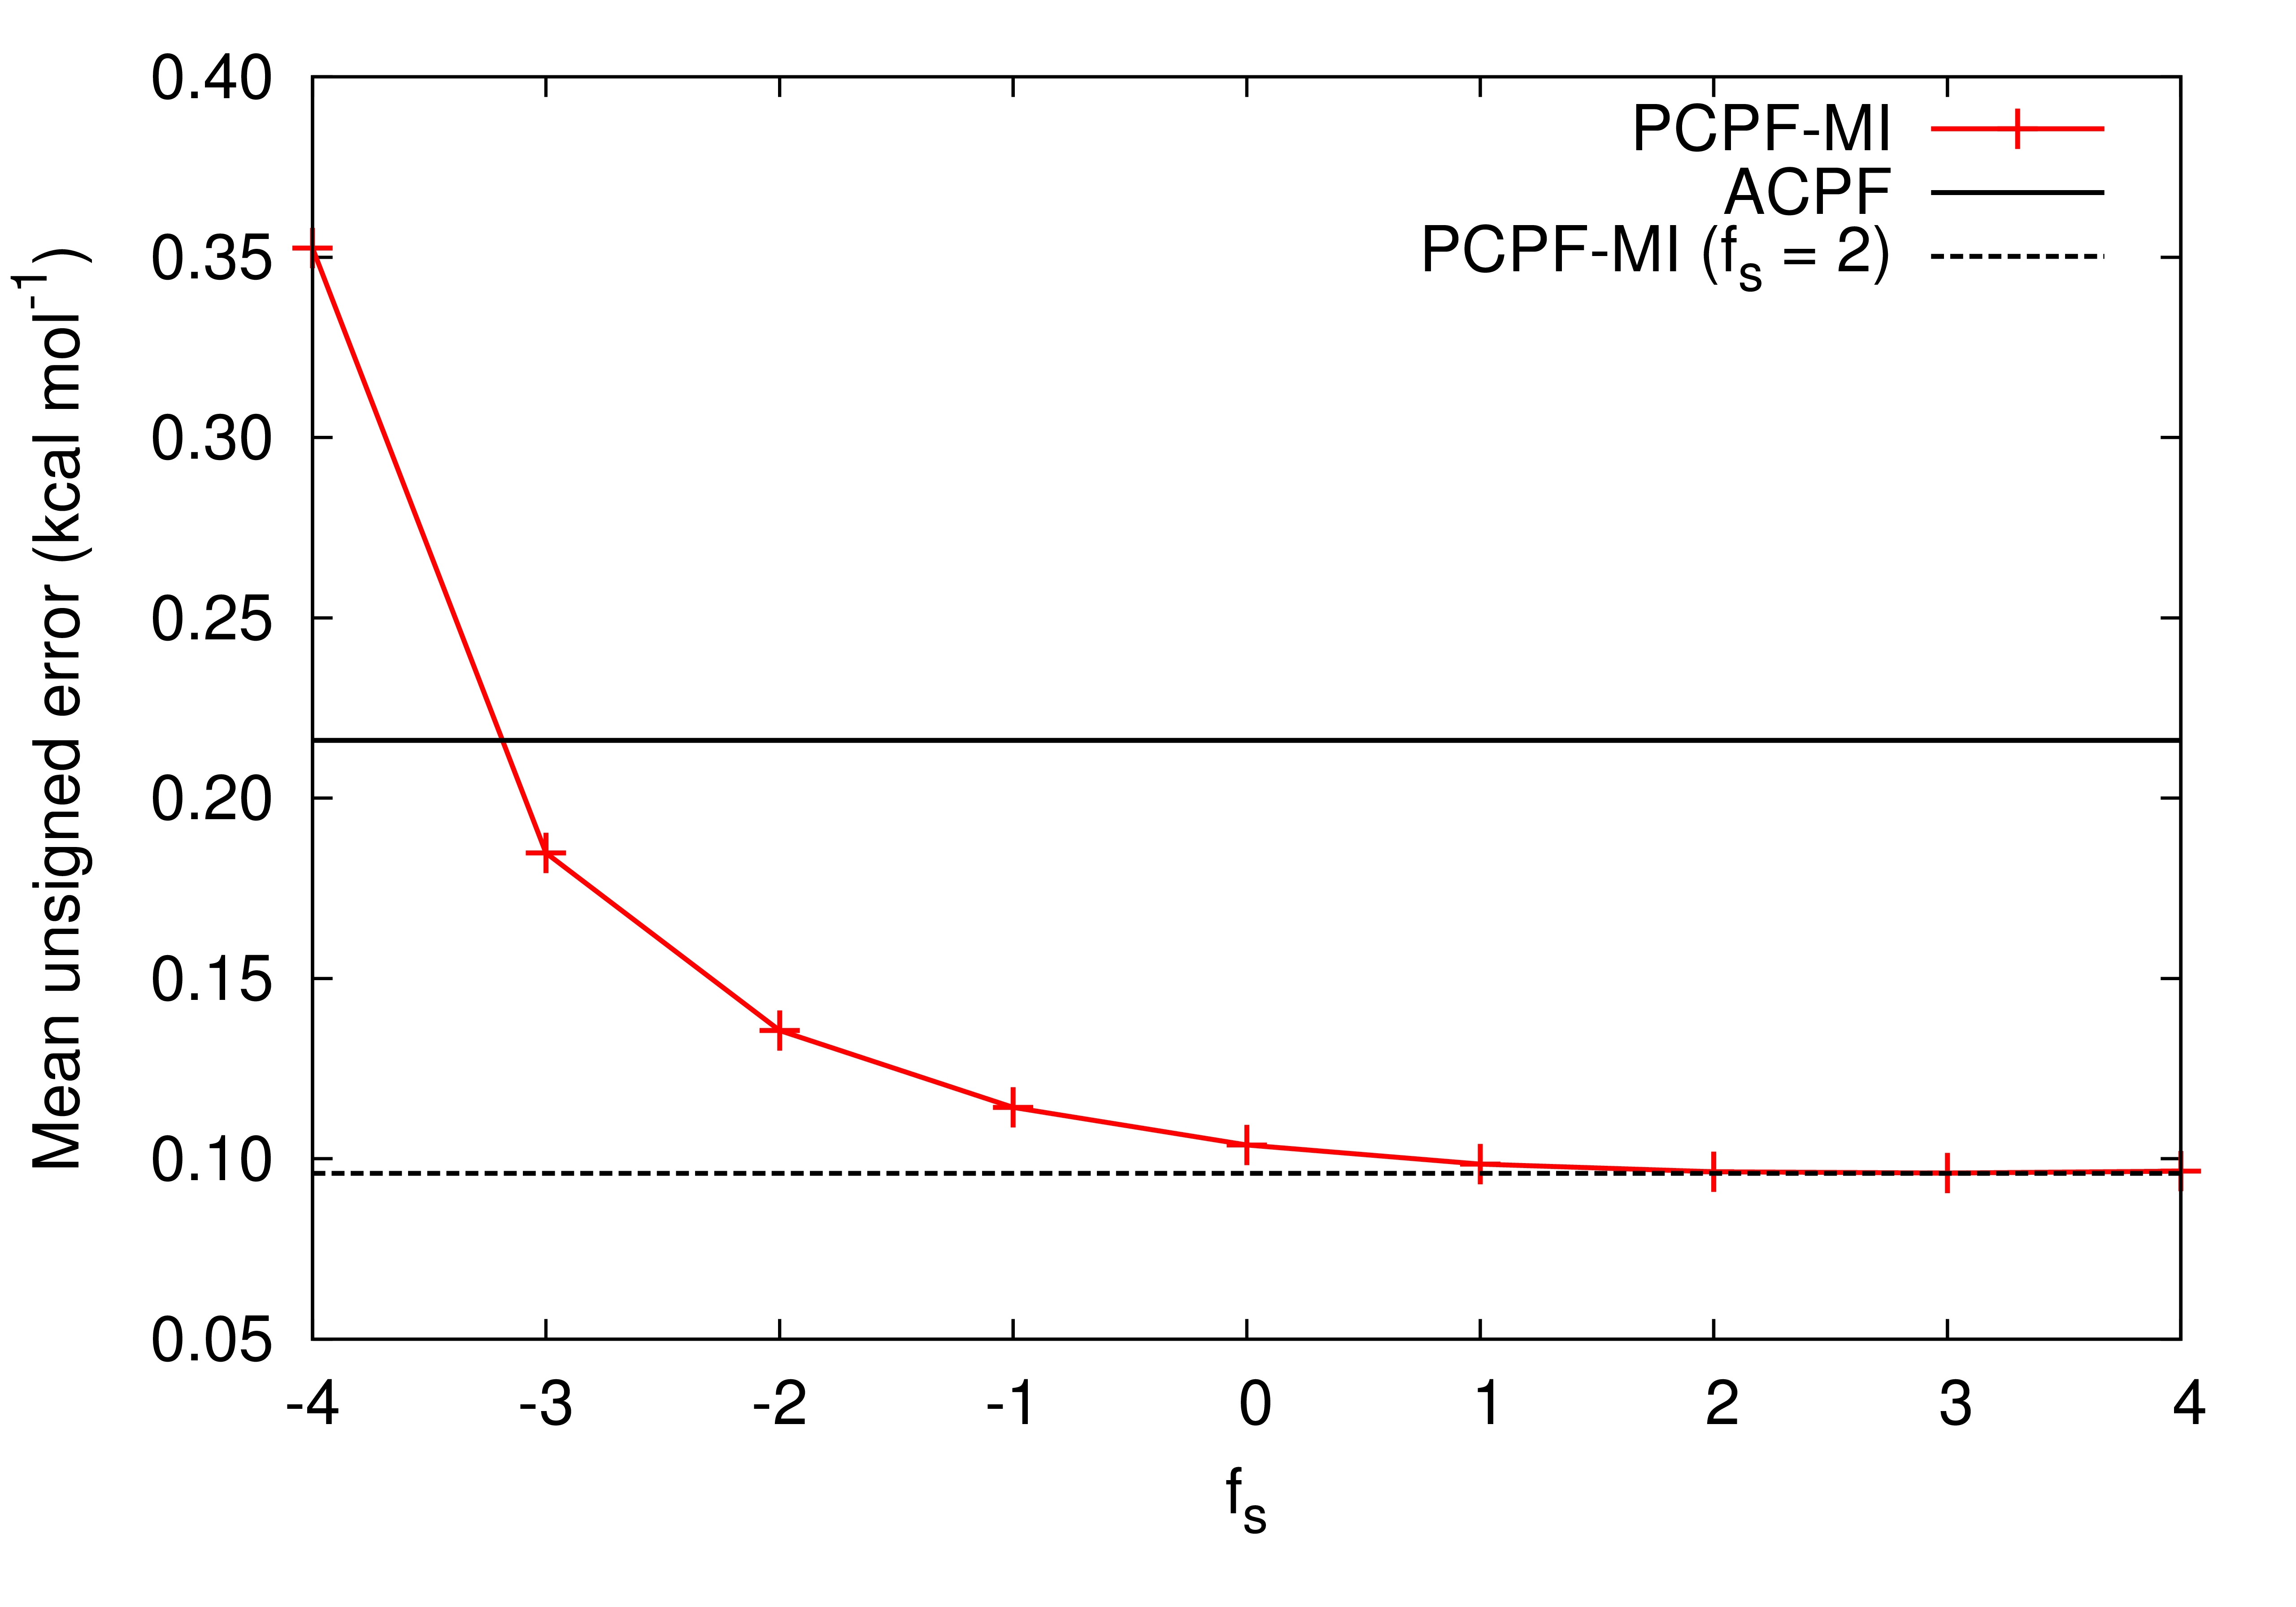 0.40
0.35
0.30
0.25
0.20
0.15
0.10
0.05
Mean unsigned error (kcal mol-1)
PCPF-MI
ACPF
PCPF-MI (fs = 2)
-4 -3 -2 -1 0 1 2 3 4
fs